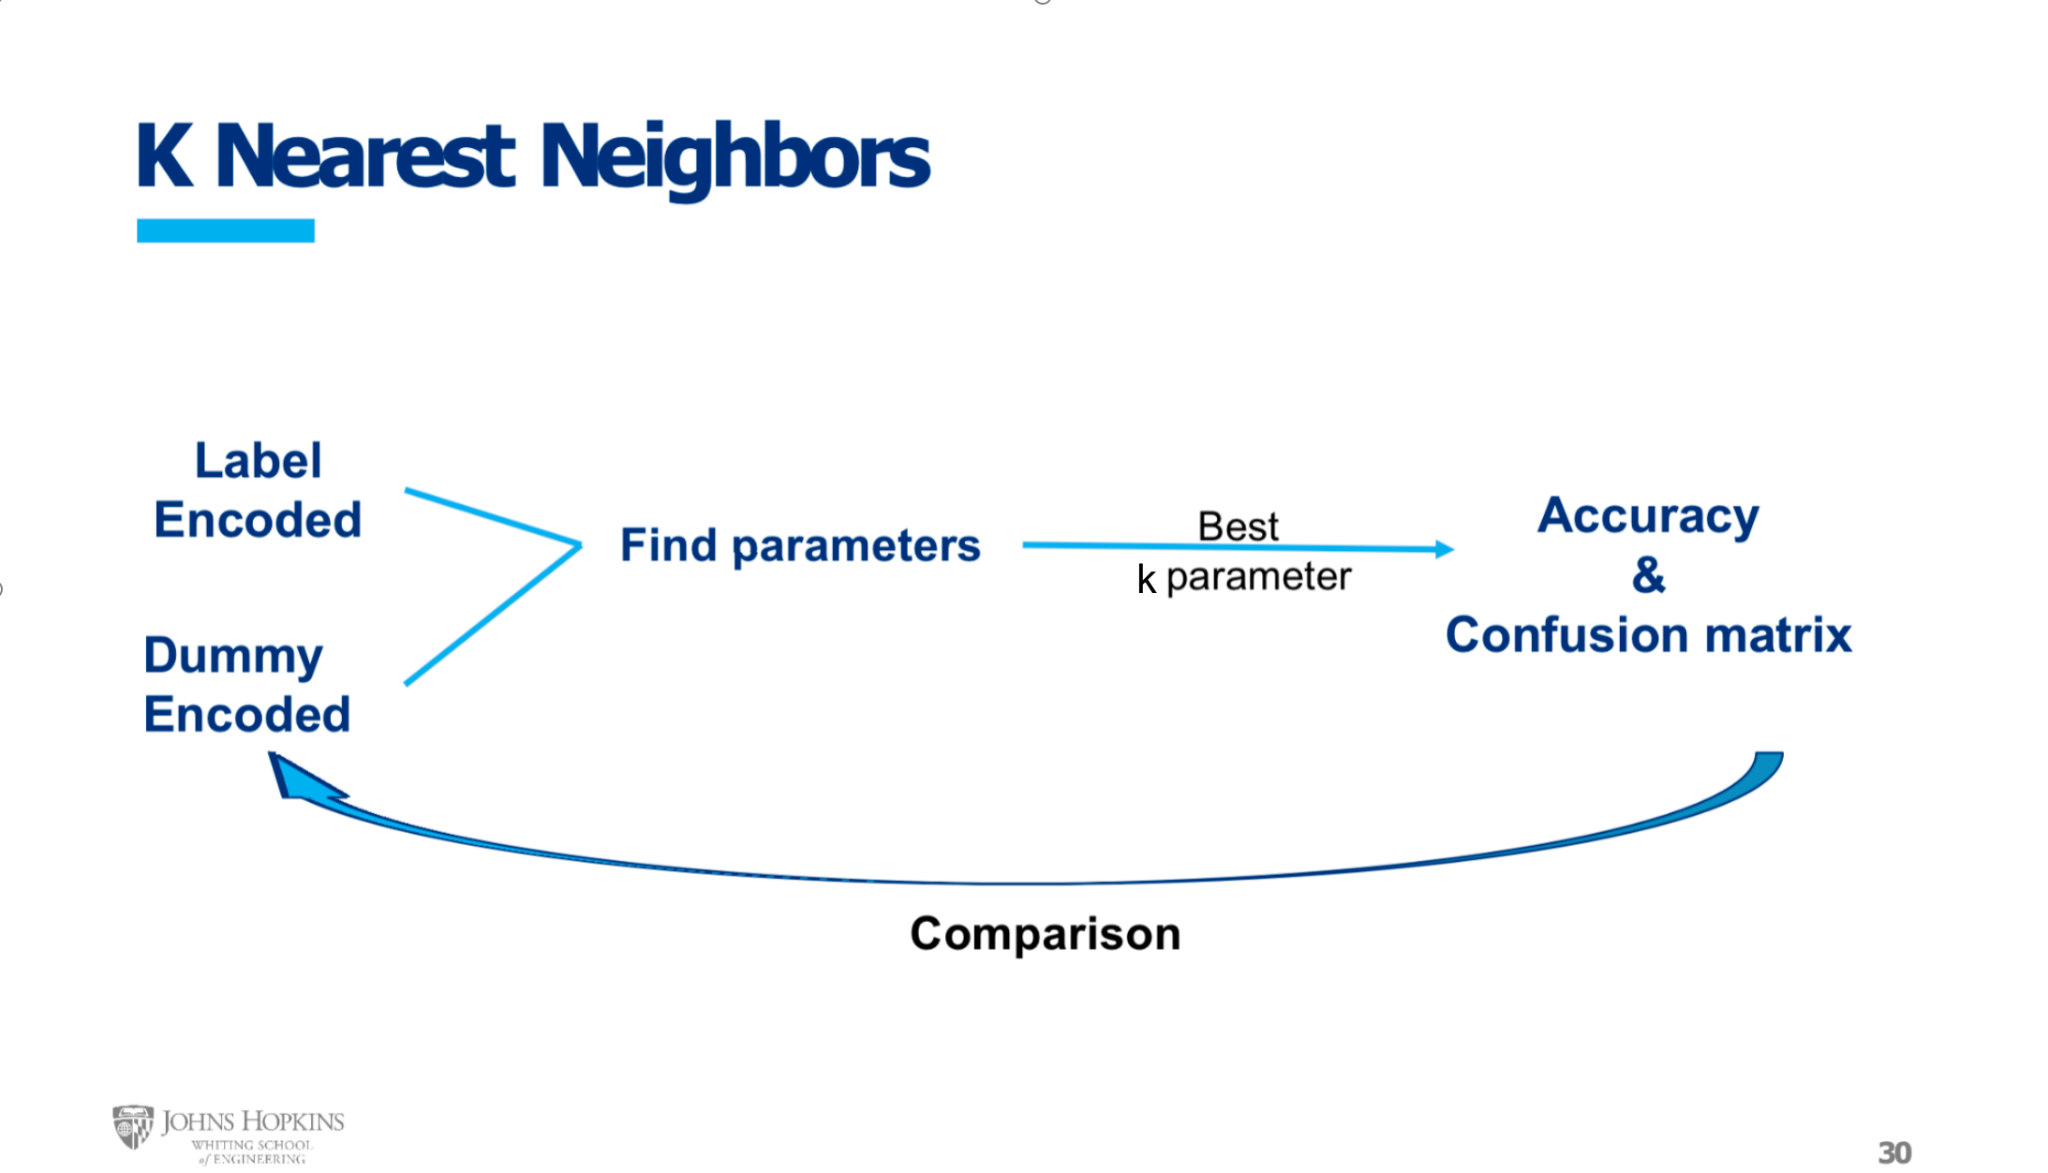 K Nearest Neighbors
Label
Encoded
Dummy
Encoded
Find parameters
Best
k parameter
Accuracy
&
Confusion matrix
Comparison
JOHNS HOPKINS
WHITING SCHOOL
of ENGINEERING
30